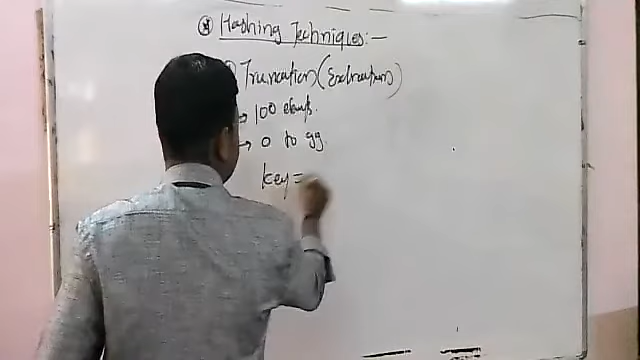 Hashing Techniques:-
Truncation (Extraction)
→ 100 elements.
→ 0 to 99.
key =